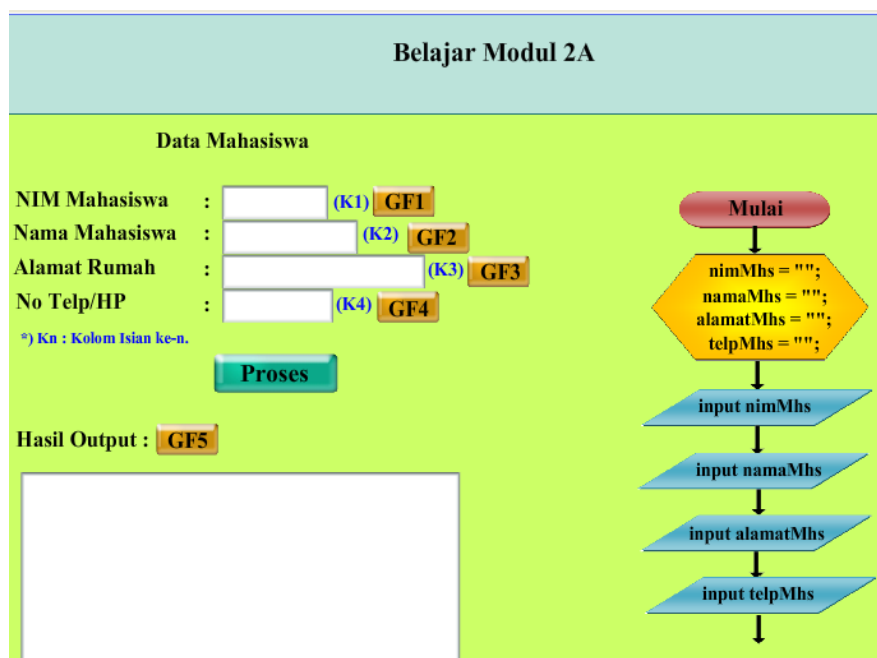 Belajar Modul 2A
Data Mahasiswa
NIM Mahasiswa : (K1) GF1
Nama Mahasiswa : (K2) GF2
Alamat Rumah : (K3) GF3
No Telp/HP : (K4) GF4
*) Kn : Kolom Isian ke-n.
Proses
Hasil Output : GF5
Mulai
nimMhs = "";
namaMhs = "";
alamatMhs = "";
telpMhs = "";
input nimMhs
input namaMhs
input alamatMhs
input telpMhs